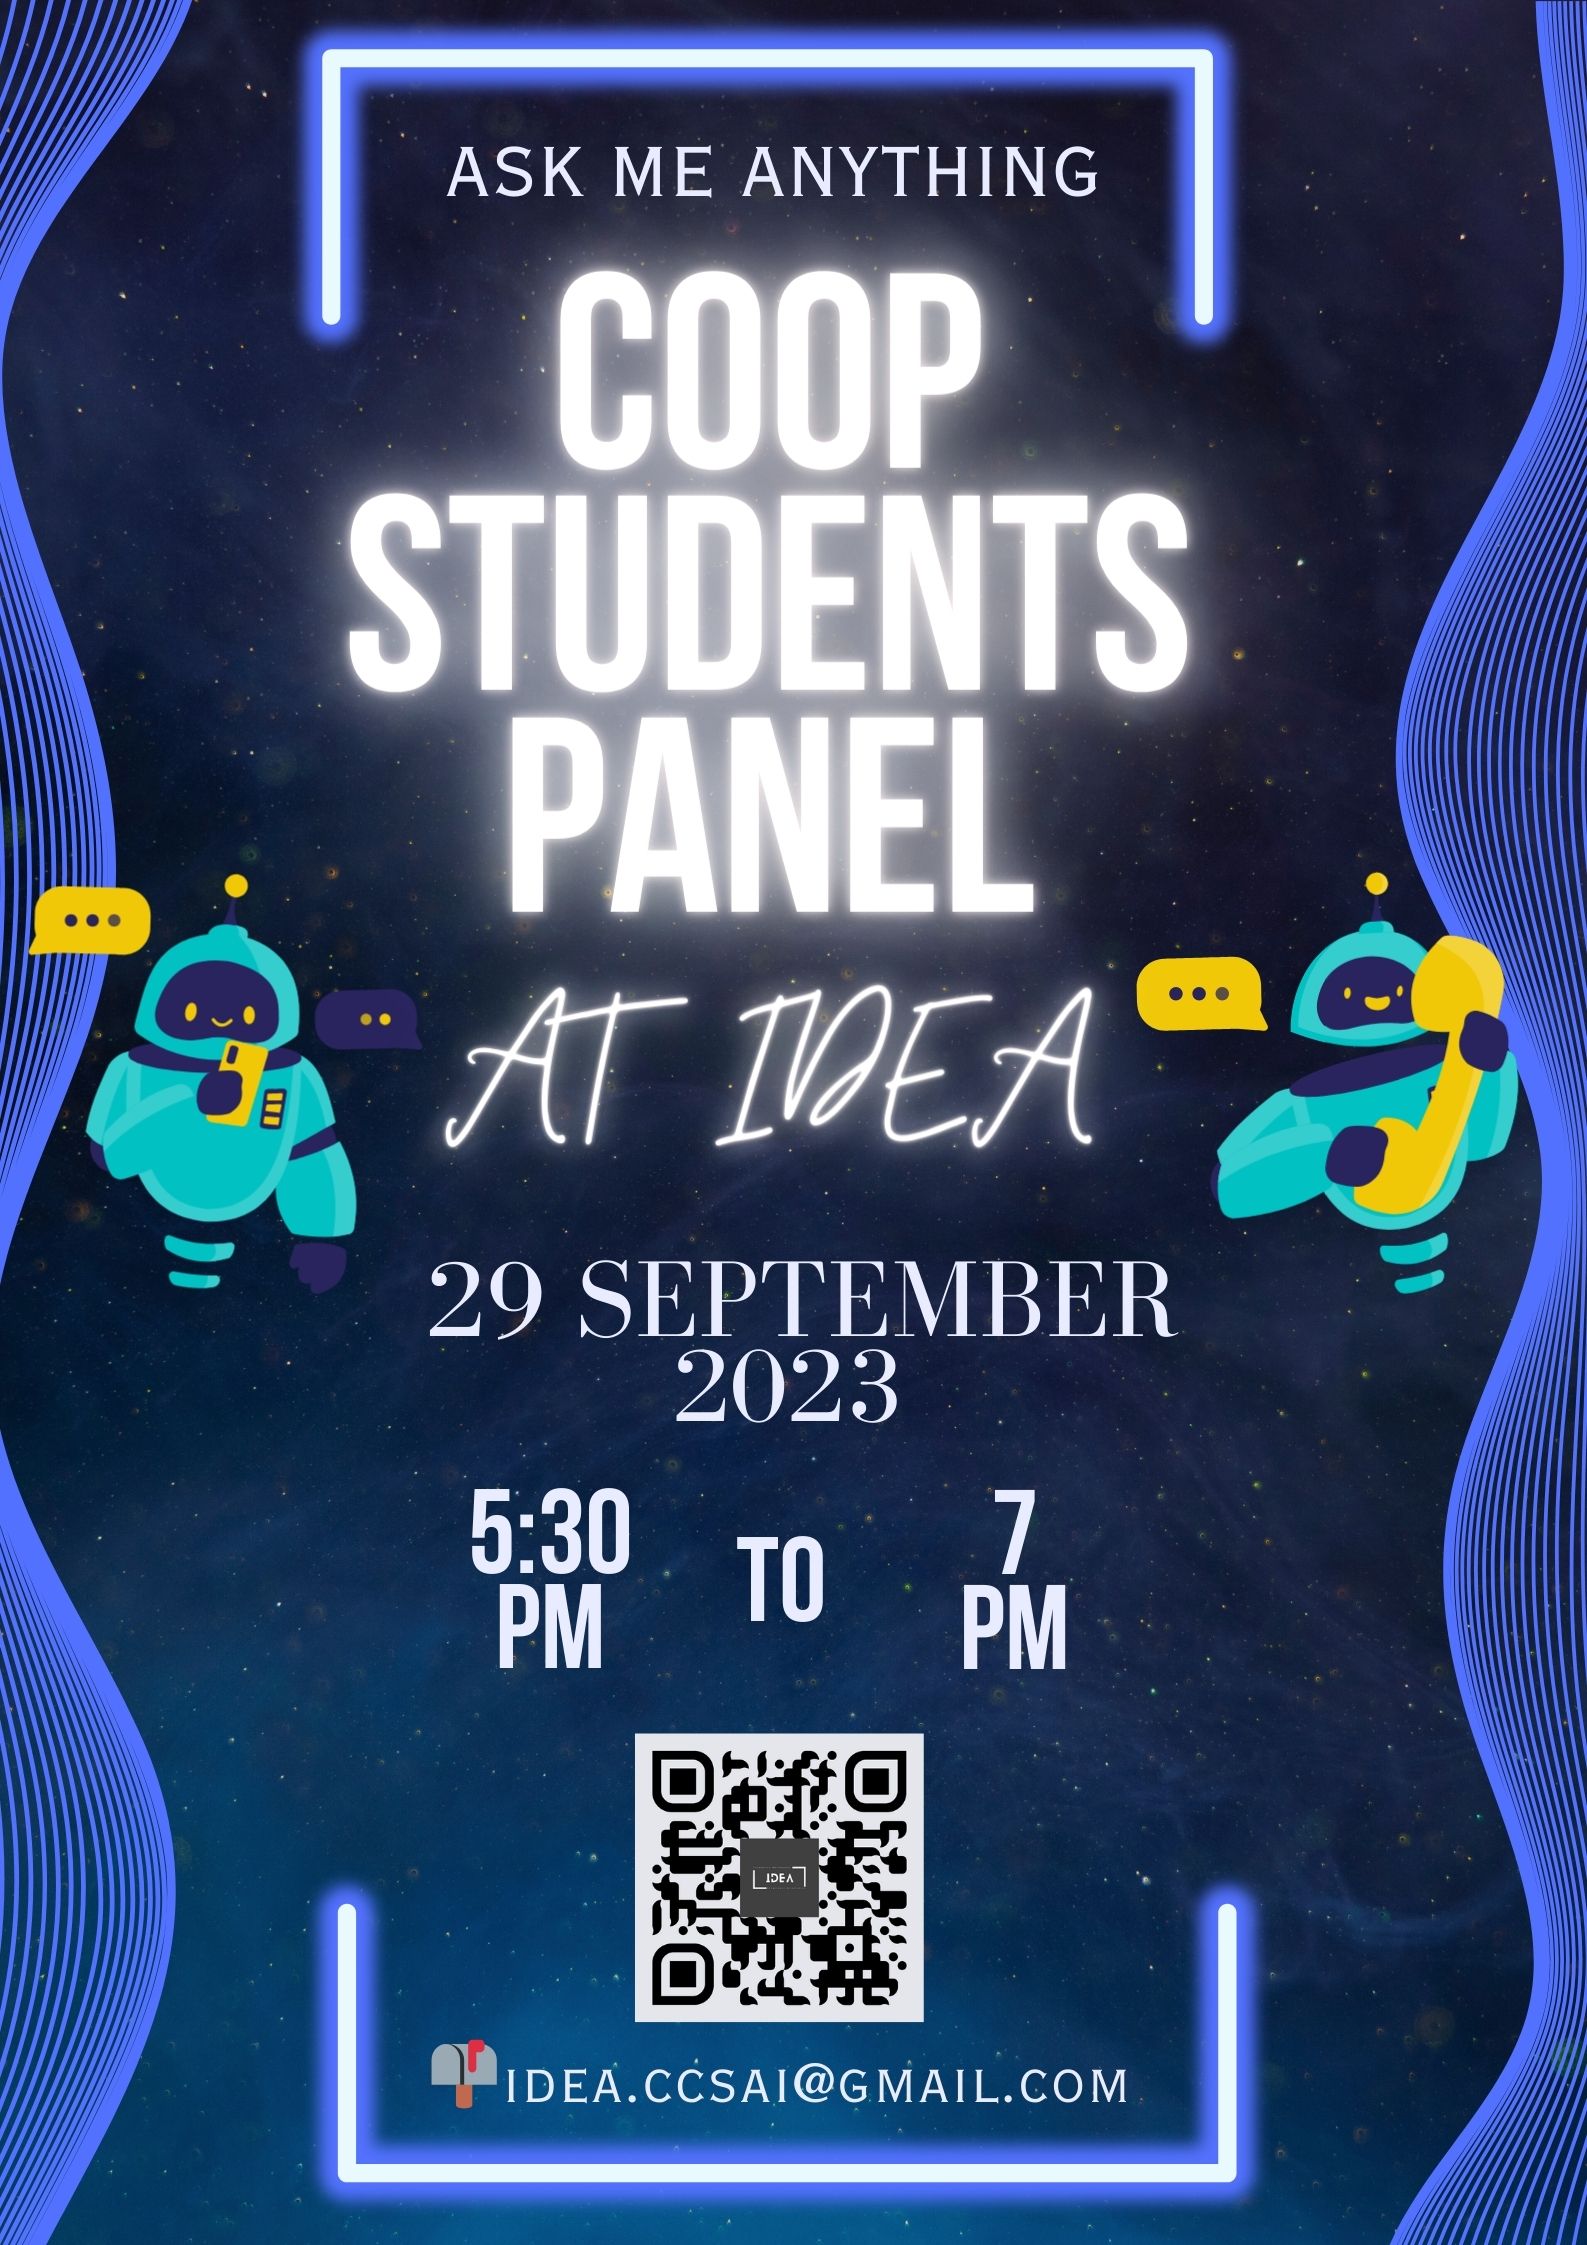 ASK ME ANYTHING
COOP
STUDENTS
PANEL
AT IDEA
29 SEPTEMBER
2023
5:30
PM
TO
7
PM
IDEA
IDEA.CCSAI@GMAIL.COM